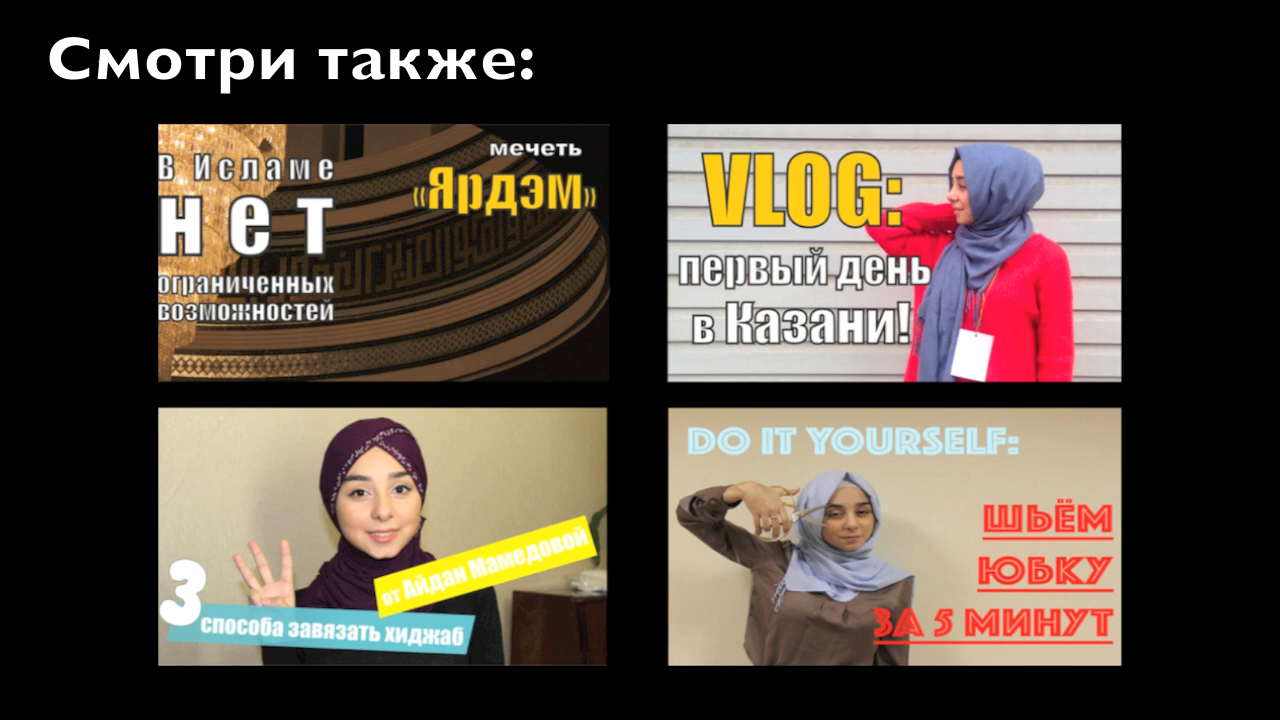 Смотри также:
В Исламе
нет
ограниченных
возможностей
мечеть
«Ярдэм»
VLOG:
первый день
в Казани!
3
способа завязать хиджаб
от Айдан Мамедовой
DO IT YOURSELF:
ШЬЁМ
ЮБКУ
ЗА 5 МИНУТ